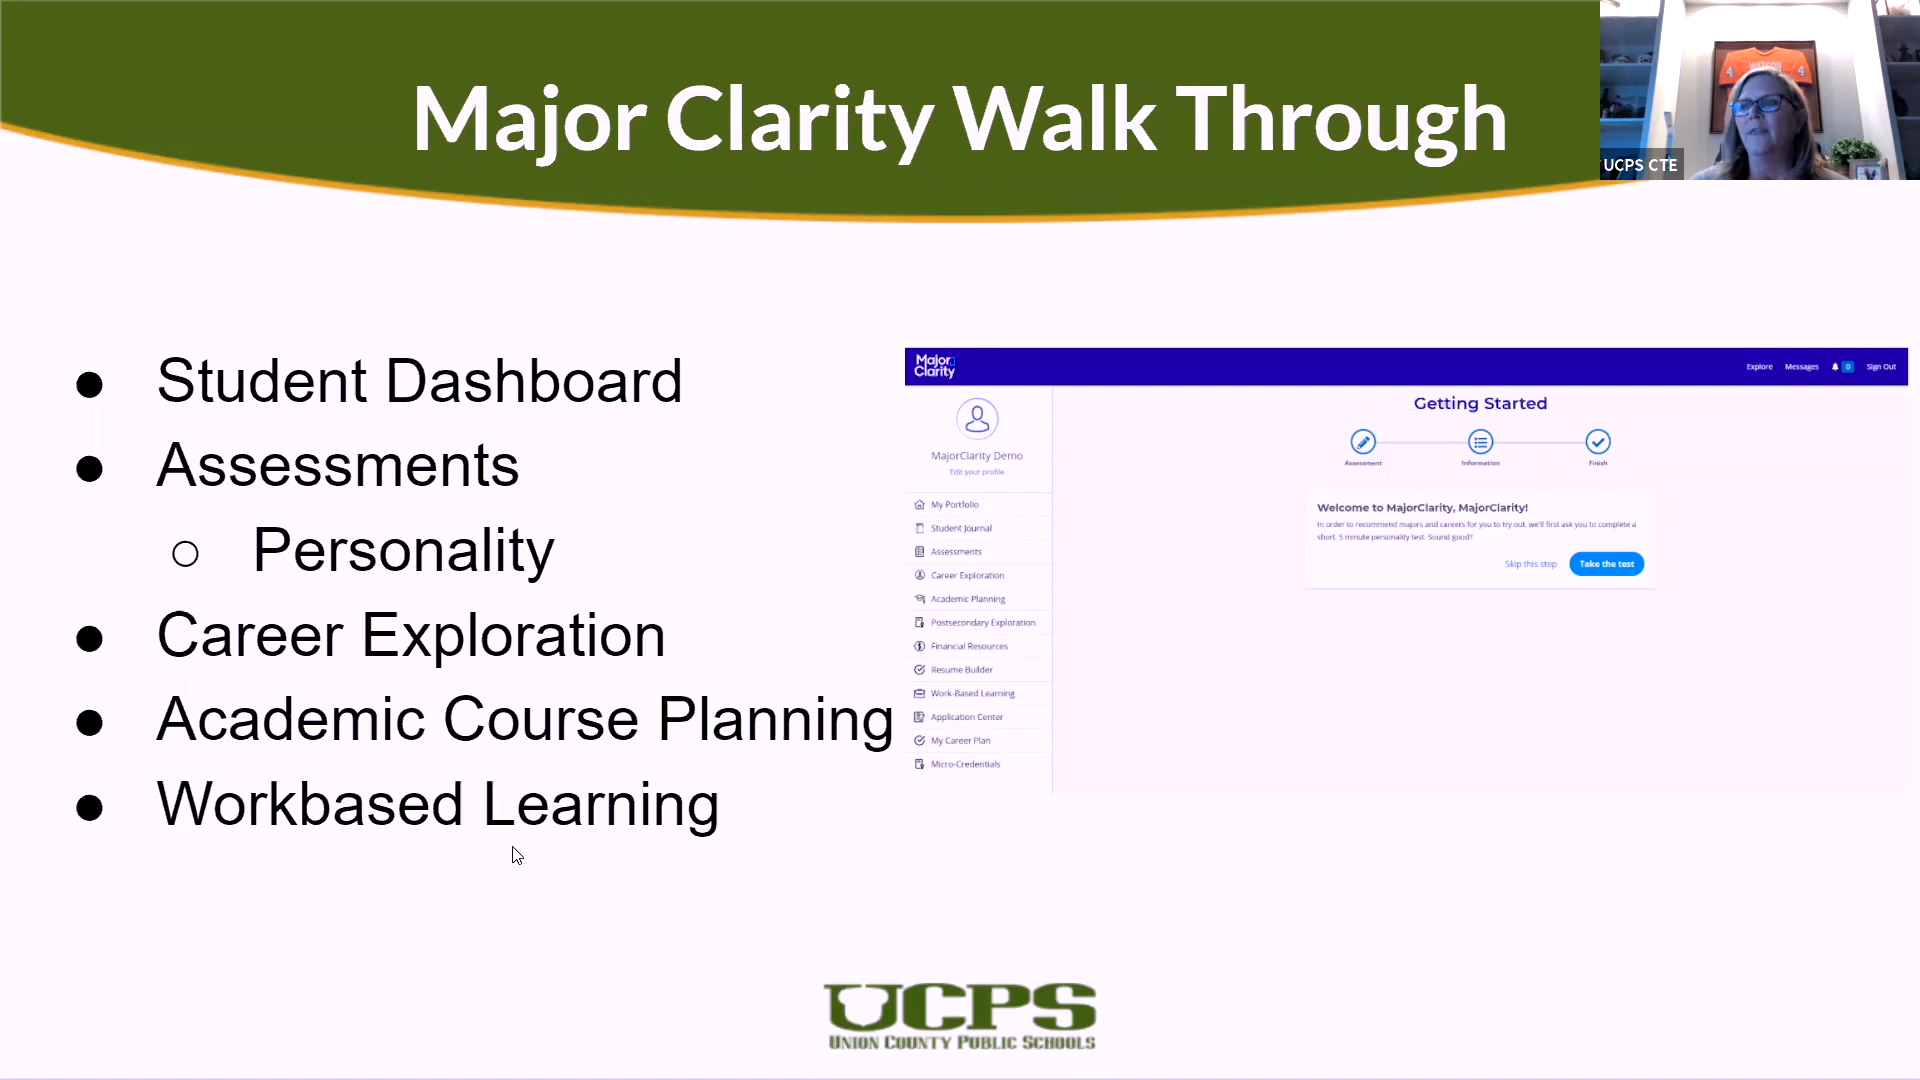 Major Clarity Walk Through
4 WATSON 4
UCPS CTE
● Student Dashboard
● Assessments
○ Personality
● Career Exploration
● Academic Course Planning
● Workbased Learning
Major Clarity
Explore Messages 0 Sign Out
MajorClarity Demo
Edit your profile
My Portfolio
Student Journal
Assessments
Career Exploration
Academic Planning
Postsecondary Exploration
Financial Resources
Resume Builder
Work-Based Learning
Application Center
My Career Plan
Micro-Credentials
Getting Started
Assessment Information Finish
Welcome to MajorClarity, MajorClarity!
In order to recommend majors and careers for you to try out, we'll first ask you to complete a
short, 5 minute personality test. Sound good?
Skip this step Take the test
UCPS
UNION COUNTY PUBLIC SCHOOLS